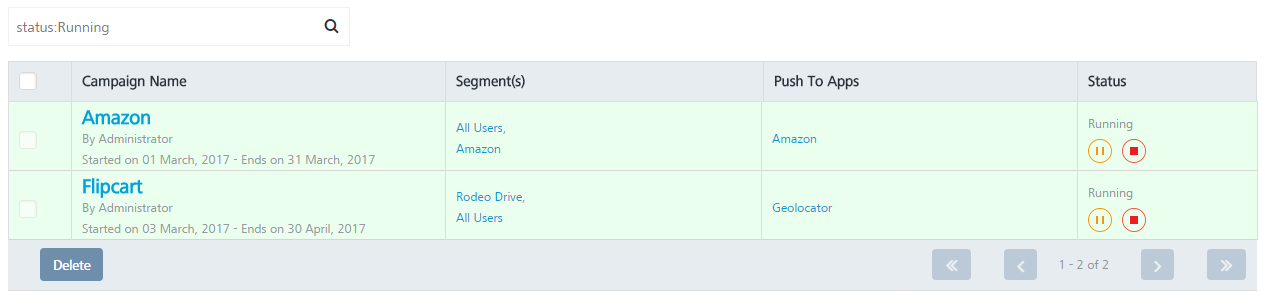 status:Running
Campaign Name Segment(s) Push To Apps Status
Amazon
By Administrator
Started on 01 March, 2017 - Ends on 31 March, 2017
All Users,
Amazon
Amazon
Running
Flipcart
By Administrator
Started on 03 March, 2017 - Ends on 30 April, 2017
Rodeo Drive,
All Users
Geolocator
Running
Delete
1 - 2 of 2